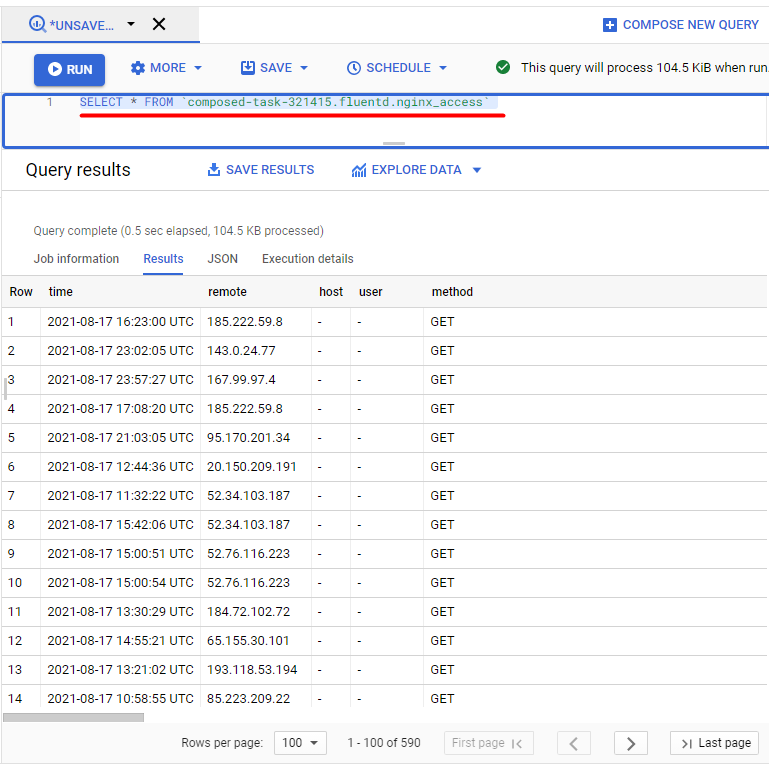 *UNSAVE...
COMPOSE NEW QUERY
RUN MORE SAVE SCHEDULE This query will process 104.5 KiB when run.
1 SELECT * FROM `composed-task-321415.fluentd.nginx_access`
Query results SAVE RESULTS EXPLORE DATA
Query complete (0.5 sec elapsed, 104.5 KB processed)
Job information Results JSON Execution details
Row time remote host user method
1 2021-08-17 16:23:00 UTC 185.222.59.8 - - GET
2 2021-08-17 23:02:05 UTC 143.0.24.77 - - GET
3 2021-08-17 23:57:27 UTC 167.99.97.4 - - GET
4 2021-08-17 17:08:20 UTC 185.222.59.8 - - GET
5 2021-08-17 21:03:05 UTC 95.170.201.34 - - GET
6 2021-08-17 12:44:36 UTC 20.150.209.191 - - GET
7 2021-08-17 11:32:22 UTC 52.34.103.187 - - GET
8 2021-08-17 15:42:06 UTC 52.34.103.187 - - GET
9 2021-08-17 15:00:51 UTC 52.76.116.223 - - GET
10 2021-08-17 15:00:54 UTC 52.76.116.223 - - GET
11 2021-08-17 13:30:29 UTC 184.72.102.72 - - GET
12 2021-08-17 14:55:21 UTC 65.155.30.101 - - GET
13 2021-08-17 13:21:02 UTC 193.118.53.194 - - GET
14 2021-08-17 10:58:55 UTC 85.223.209.22 - - GET
Rows per page: 100 1 - 100 of 590 First page Last page